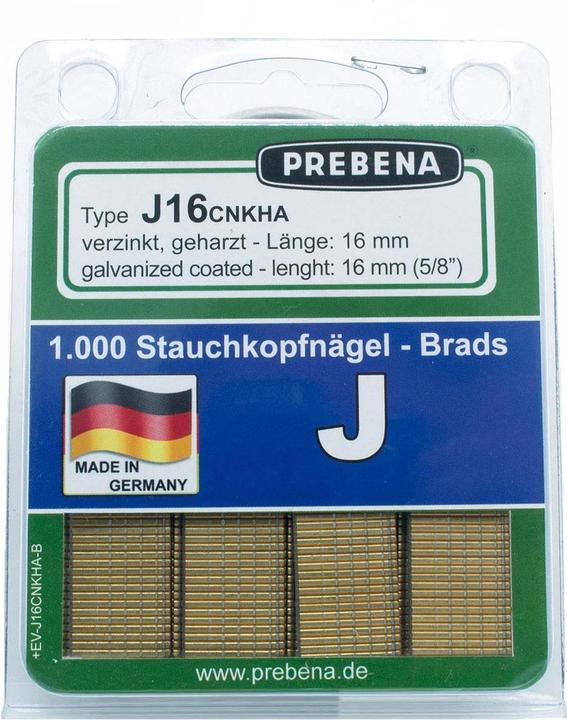 PREBENA ®
Type J16CNKHA
verzinkt, geharzt - Länge: 16 mm
galvanized coated - lenght: 16 mm (5/8")
1.000 Stauchkopfnägel - Brads
J
MADE IN
GERMANY
+EV-J16CNKHA-B
www.prebena.de